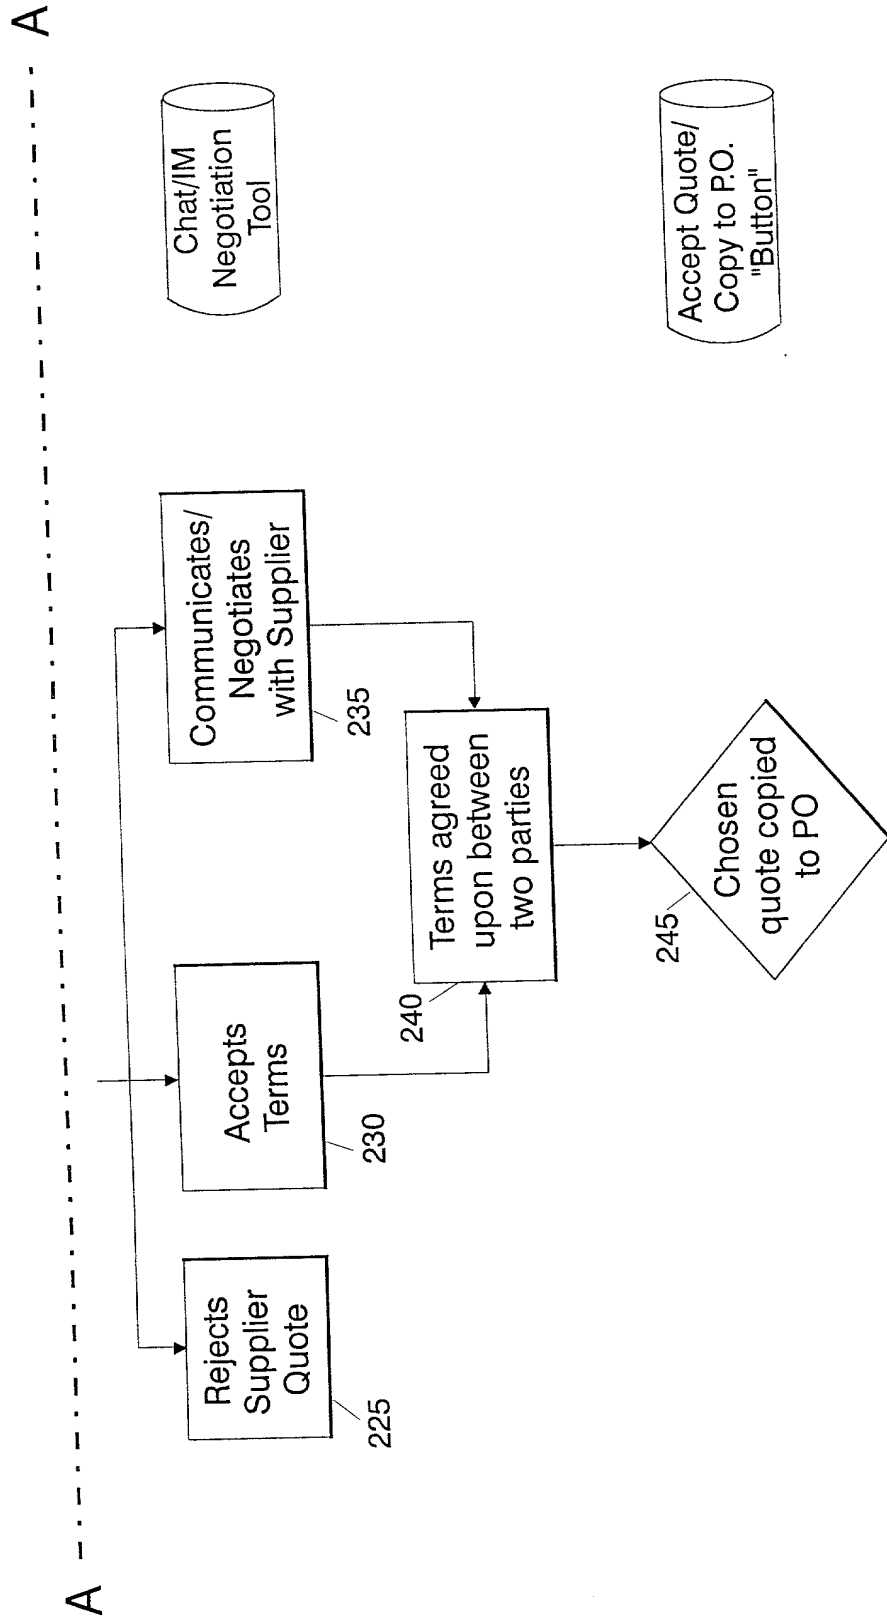 A
A
Rejects
Supplier
Quote
225
Accepts
Terms
230
Communicates/
Negotiates
with Supplier
235
Chat/IM
Negotiation
Tool
Terms agreed
upon between
two parties
240
Chosen
quote copied
to PO
245
Accept Quote/
Copy to P.O.
"Button"